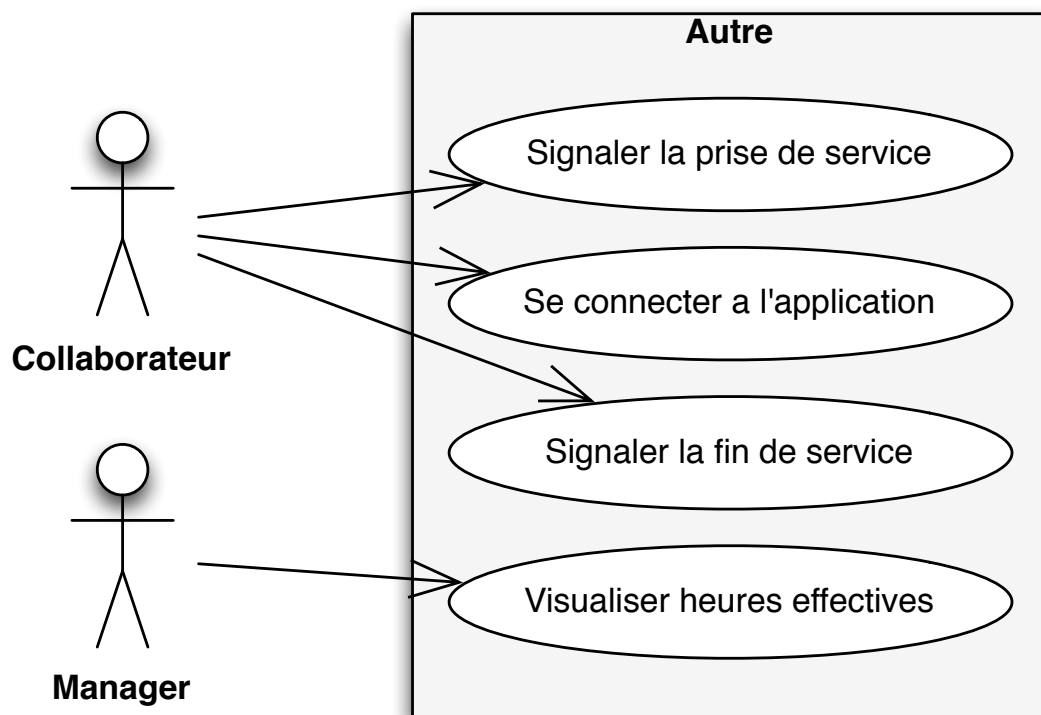 Autre
Signaler la prise de service
Se connecter a l'application
Collaborateur
Signaler la fin de service
Visualiser heures effectives
Manager